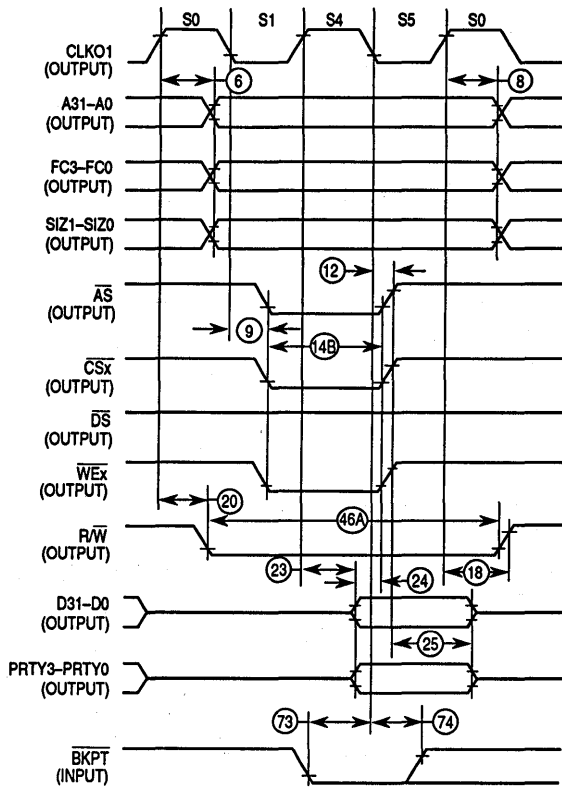 S0 S1 S4 S5 S0
CLKO1
(OUTPUT)
6 8
A31–A0
(OUTPUT)
FC3–FC0
(OUTPUT)
SIZ1–SIZ0
(OUTPUT)
12
AS
(OUTPUT)
9
14B
CSx
(OUTPUT)
DS
(OUTPUT)
WEx
(OUTPUT)
20
46A
R/W
(OUTPUT)
23 24 18
D31–D0
(OUTPUT)
25
PRTY3–PRTY0
(OUTPUT)
73 74
BKPT
(INPUT)